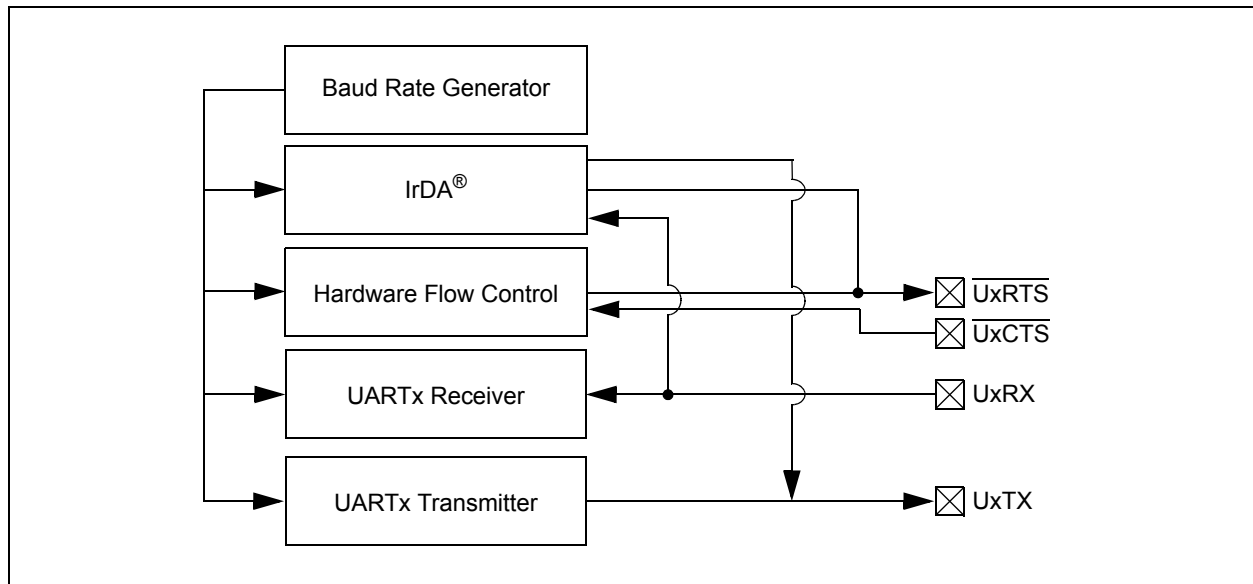 Baud Rate Generator
IrDA®
Hardware Flow Control
UxRTS
UxCTS
UARTx Receiver
UxRX
UARTx Transmitter
UxTX